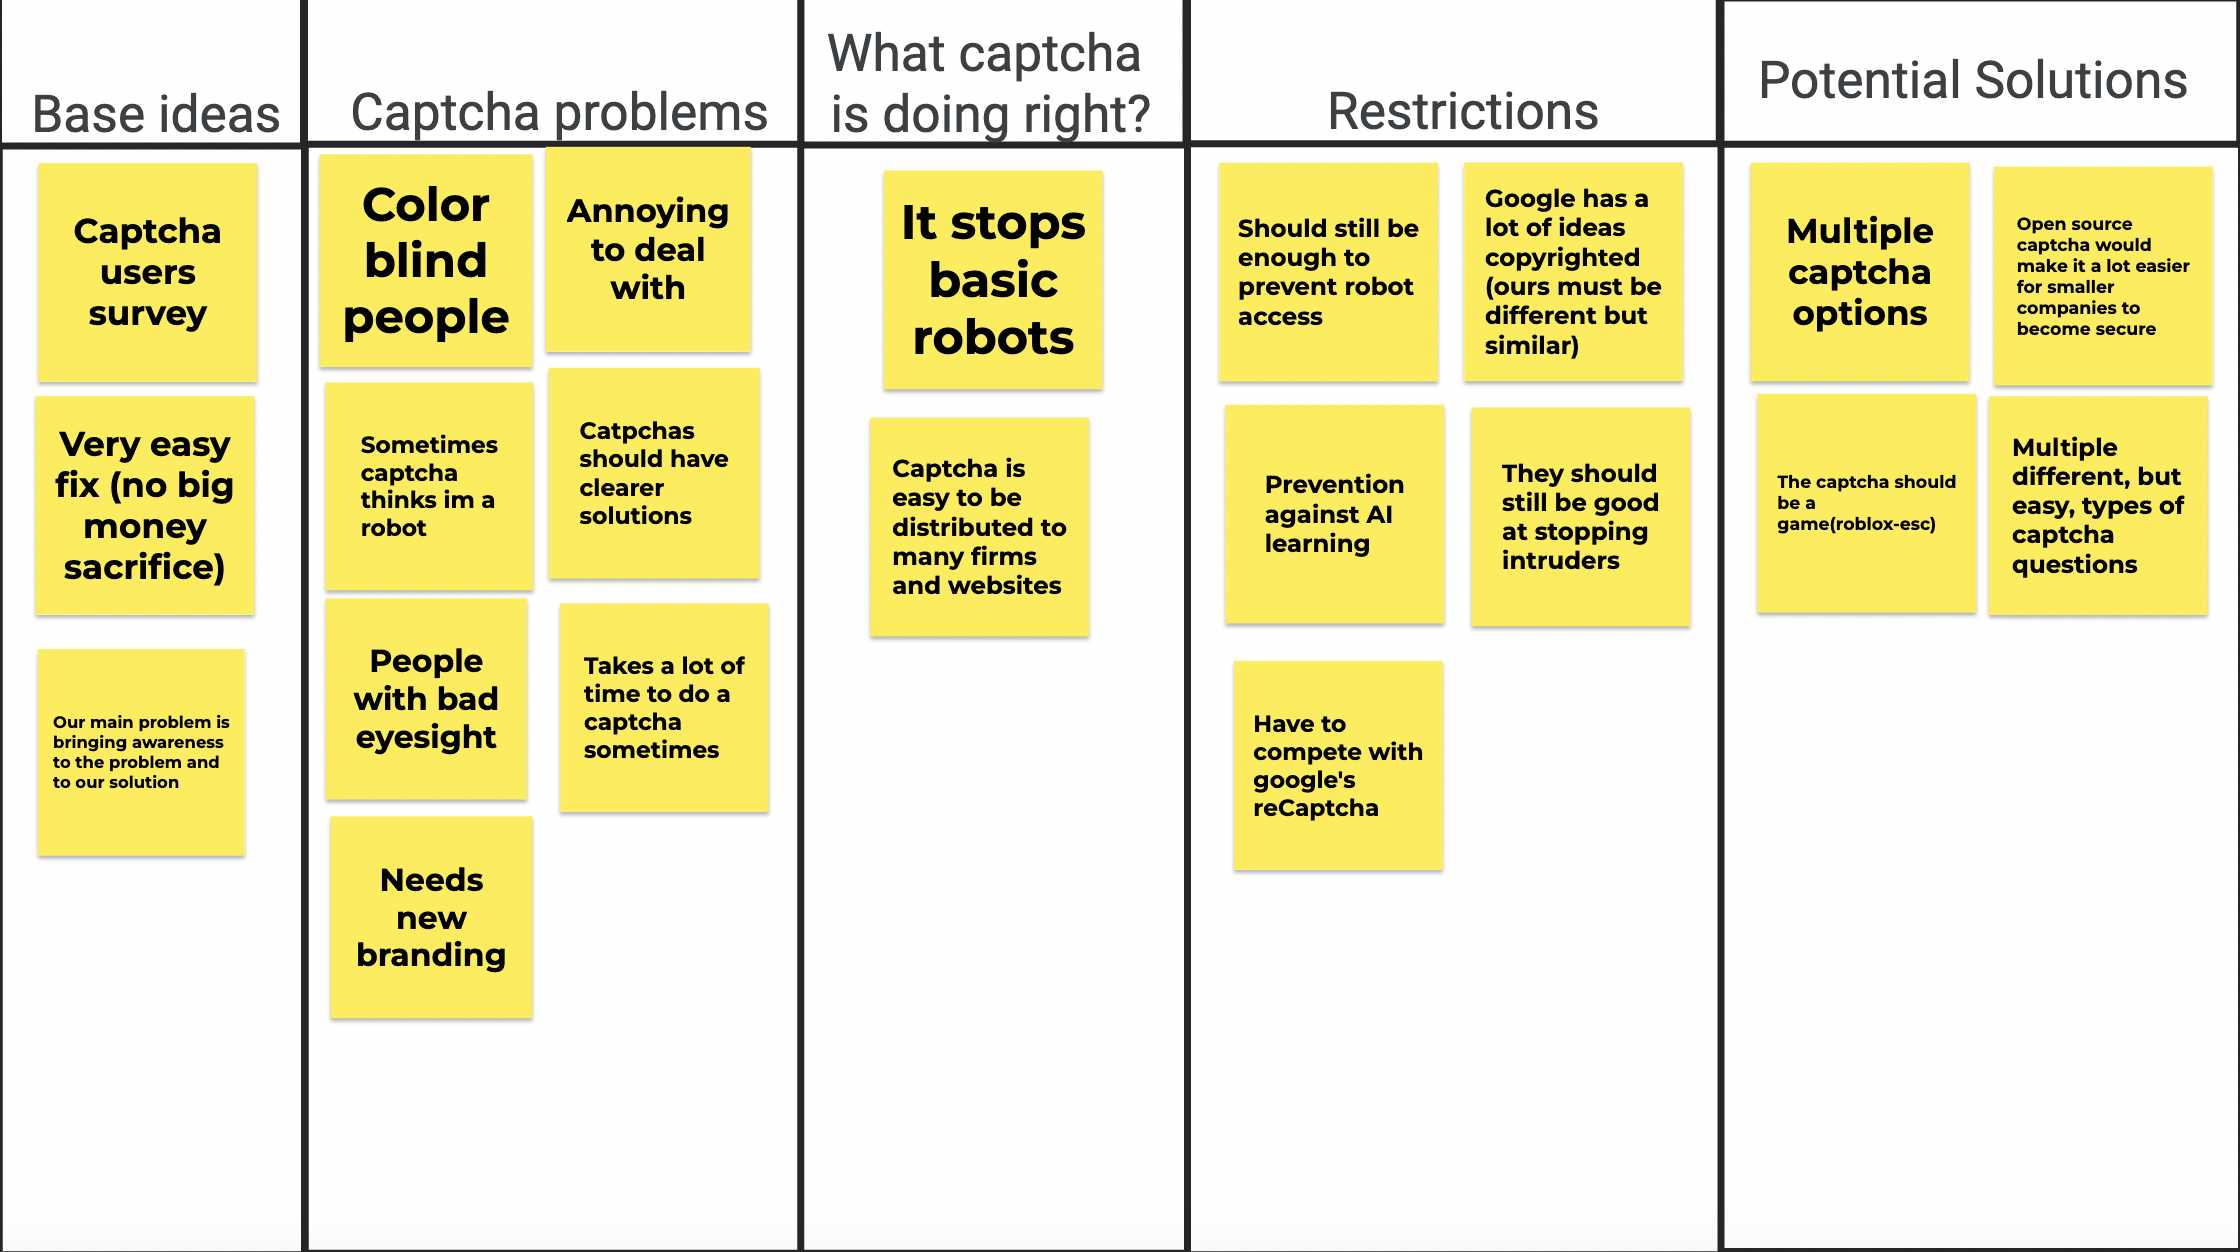 Base ideas
Captcha
users
survey
Very easy
fix (no big
money
sacrifice)
Our main problem is
bringing awareness
to the problem and
to our solution
Captcha problems
Color
blind
people
Annoying
to deal
with
Sometimes
captcha
thinks im a
robot
Catpchas
should have
clearer
solutions
People
with bad
eyesight
Takes a lot of
time to do a
captcha
sometimes
Needs
new
branding
What captcha
is doing right?
It stops
basic
robots
Captcha is
easy to be
distributed to
many firms
and websites
Restrictions
Should still be
enough to
prevent robot
access
Google has a
lot of ideas
copyrighted
(ours must be
different but
similar)
Prevention
against AI
learning
They should
still be good
at stopping
intruders
Have to
compete with
google's
reCaptcha
Potential Solutions
Multiple
captcha
options
Open source
captcha would
make it a lot easier
for smaller
companies to
become secure
The captcha should
be a
game(roblox-esc)
Multiple
different, but
easy, types of
captcha
questions